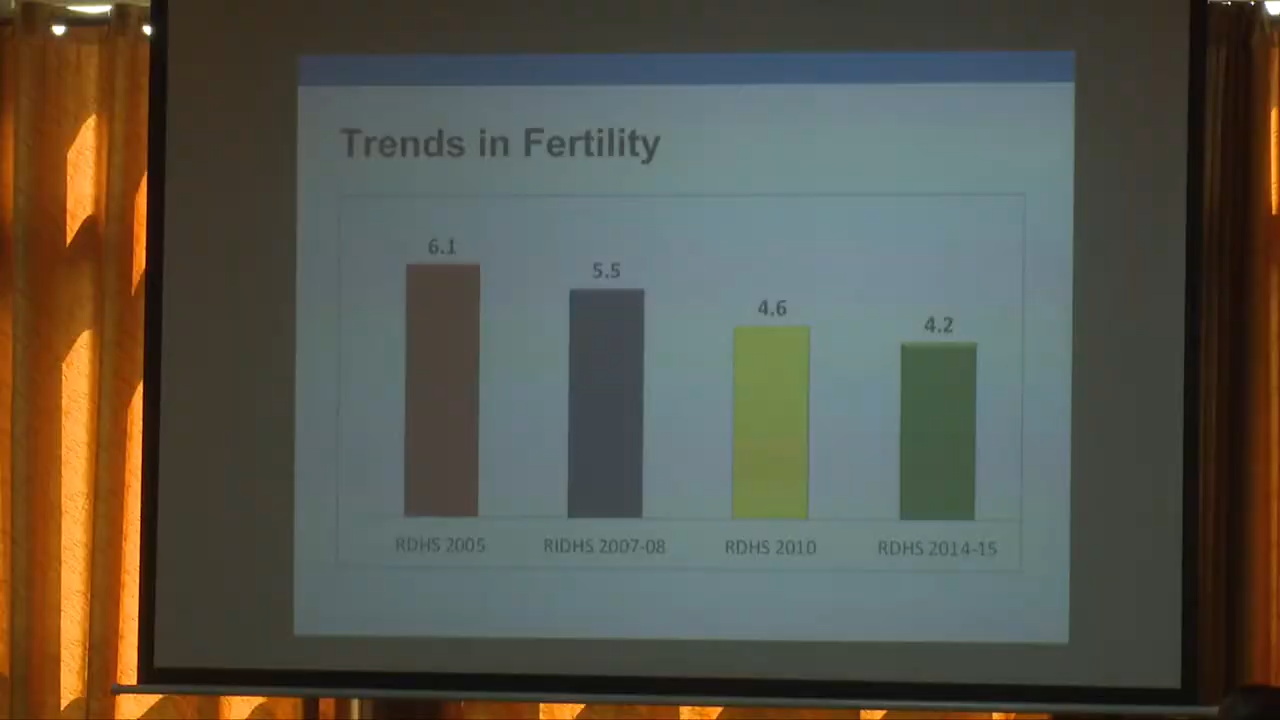 Trends in Fertility
6.1
5.5
4.6
4.2
RDHS 2005
RIDHS 2007-08
RDHS 2010
RDHS 2014-15